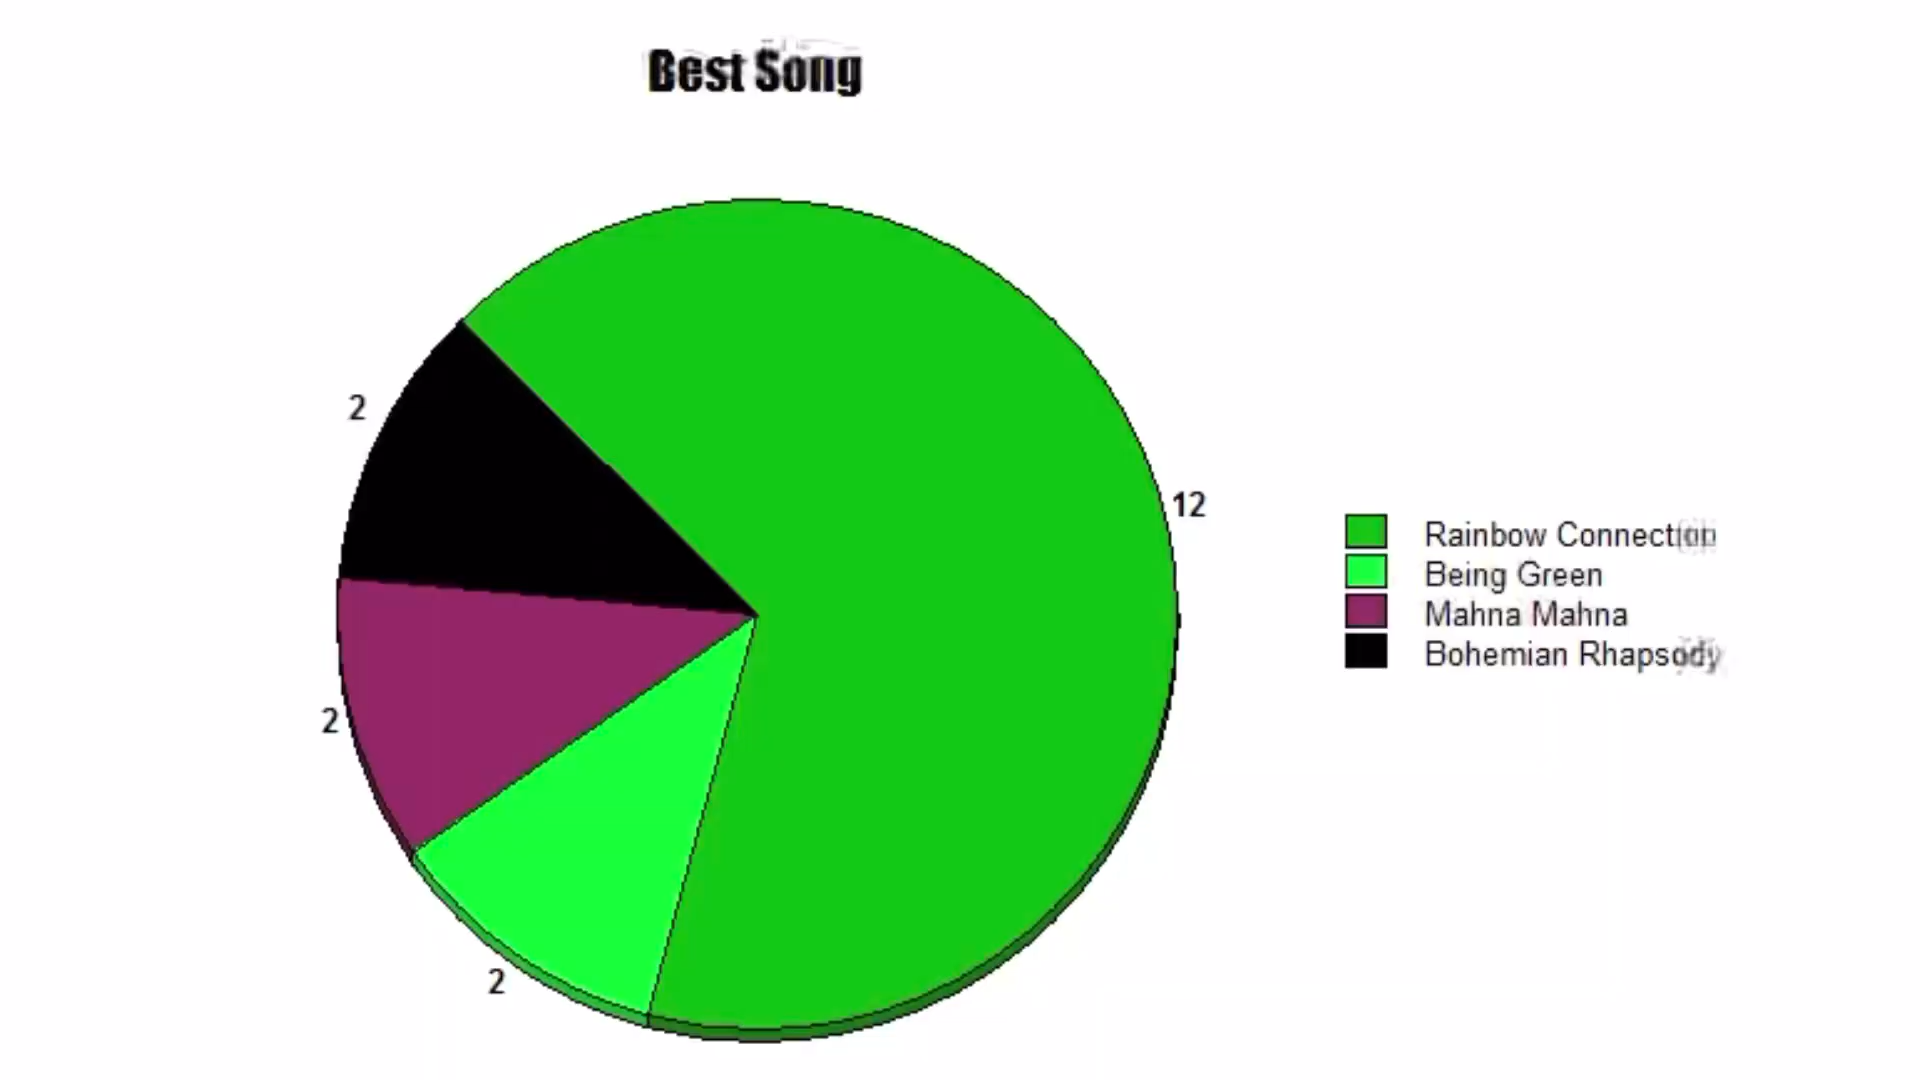 Best Song
2
12
Rainbow Connection
Being Green
Mahna Mahna
Bohemian Rhapsody
2
2